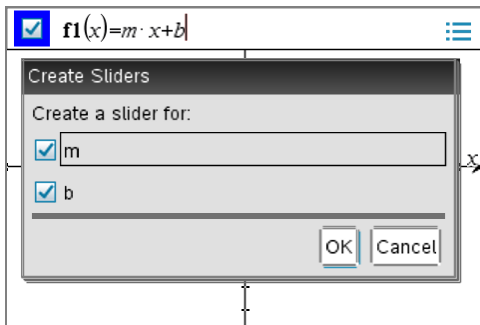 f1(x)=m· x+b
Create Sliders
Create a slider for:
m
x
b
OK Cancel